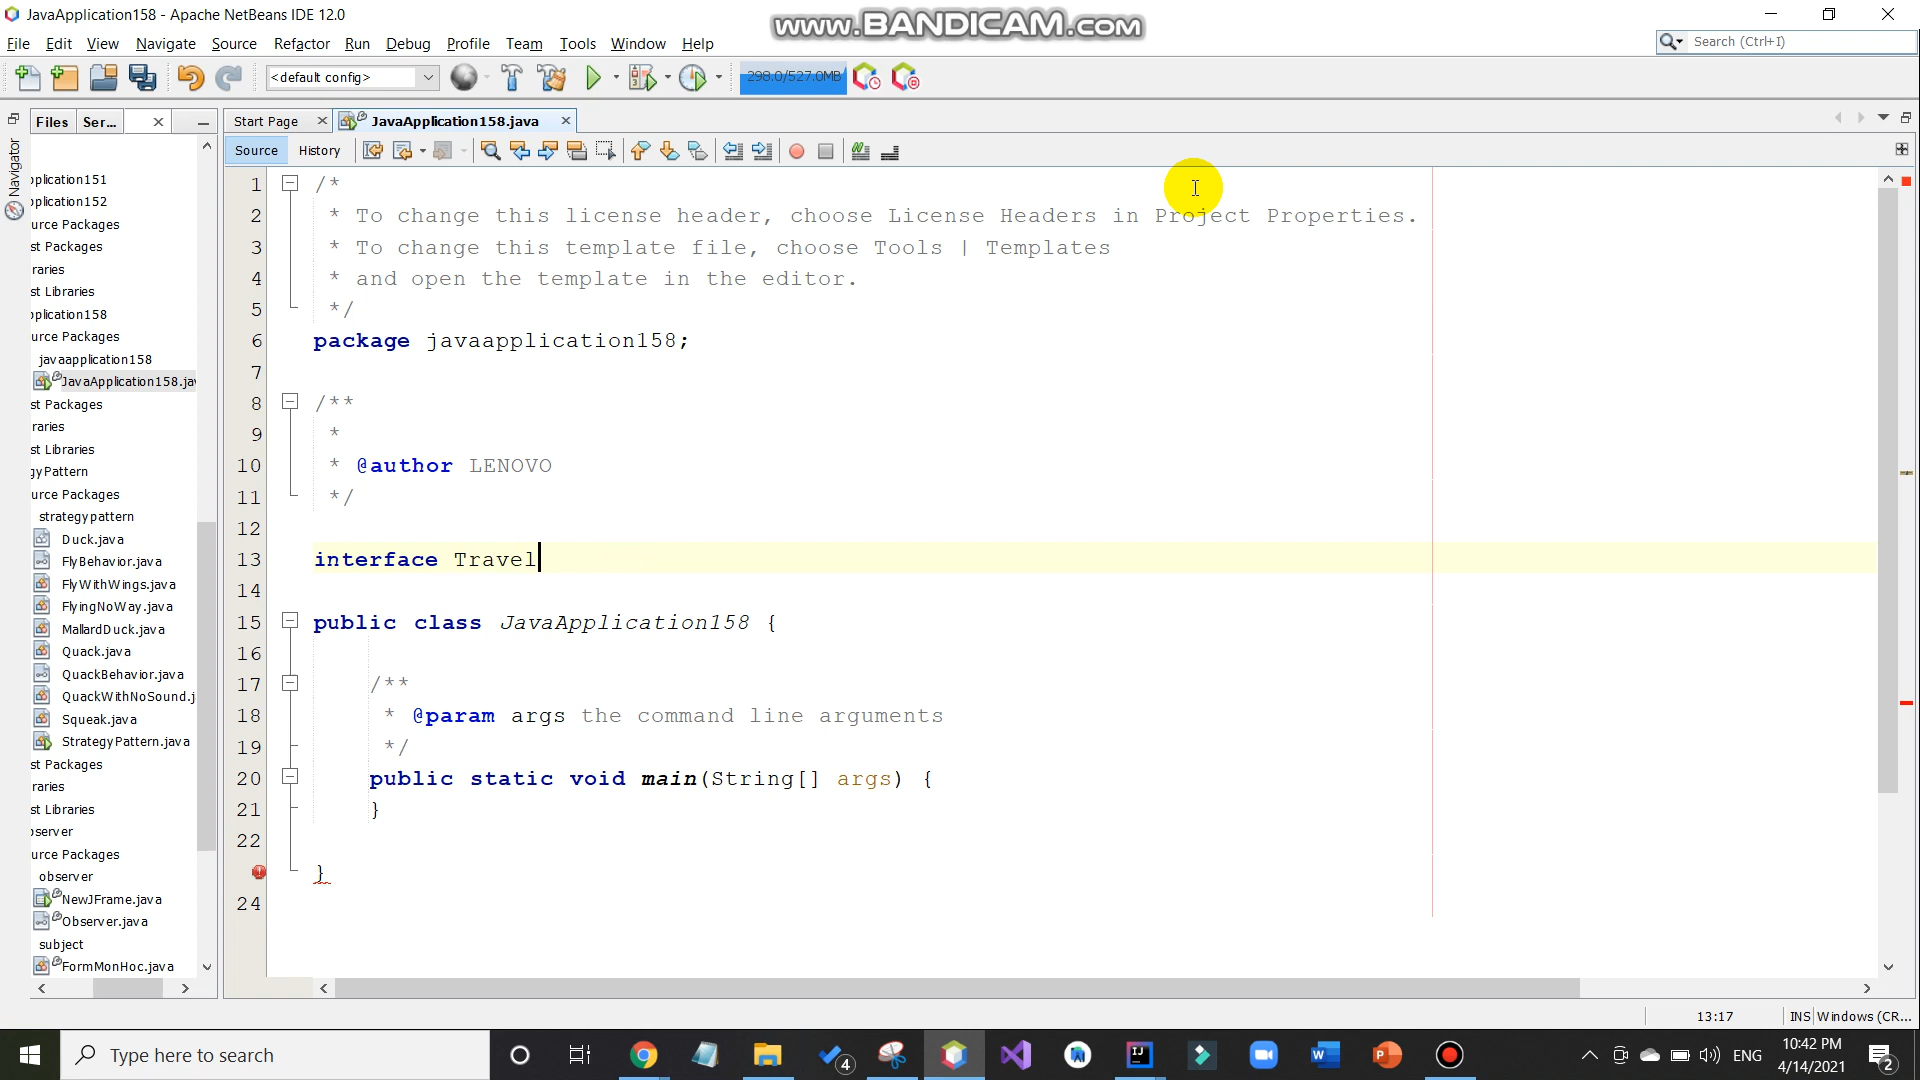 JavaApplication158 - Apache NetBeans IDE 12.0
www.BANDICAM.com
File Edit View Navigate Source Refactor Run Debug Profile Team Tools Window Help
Search (Ctrl+I)
<default config>
298.0/527.0MB
Files Ser...
Start Page JavaApplication158.java
Source History
Navigator
pplication151
pplication152
urce Packages
st Packages
raries
st Libraries
pplication158
urce Packages
javaapplication158
JavaApplication158.jav
st Packages
raries
st Libraries
gyPattern
urce Packages
strategypattern
Duck.java
FlyBehavior.java
FlyWithWings.java
FlyingNoWay.java
MallardDuck.java
Quack.java
QuackBehavior.java
QuackWithNoSound.j
Squeak.java
StrategyPattern.java
st Packages
raries
st Libraries
bserver
urce Packages
observer
NewJFrame.java
Observer.java
subject
FormMonHoc.java
1 /*
2 * To change this license header, choose License Headers in Project Properties.
3 * To change this template file, choose Tools | Templates
4 * and open the template in the editor.
5 */
6 package javaapplication158;
7
8 /**
9 *
10 * @author LENOVO
11 */
12
13 interface Travel
14
15 public class JavaApplication158 {
16
17 /**
18 * @param args the command line arguments
19 */
20 public static void main(String[] args) {
21 }
22
}
24
13:17 INS Windows (CR...
Type here to search
4
ENG
10:42 PM
4/14/2021
2